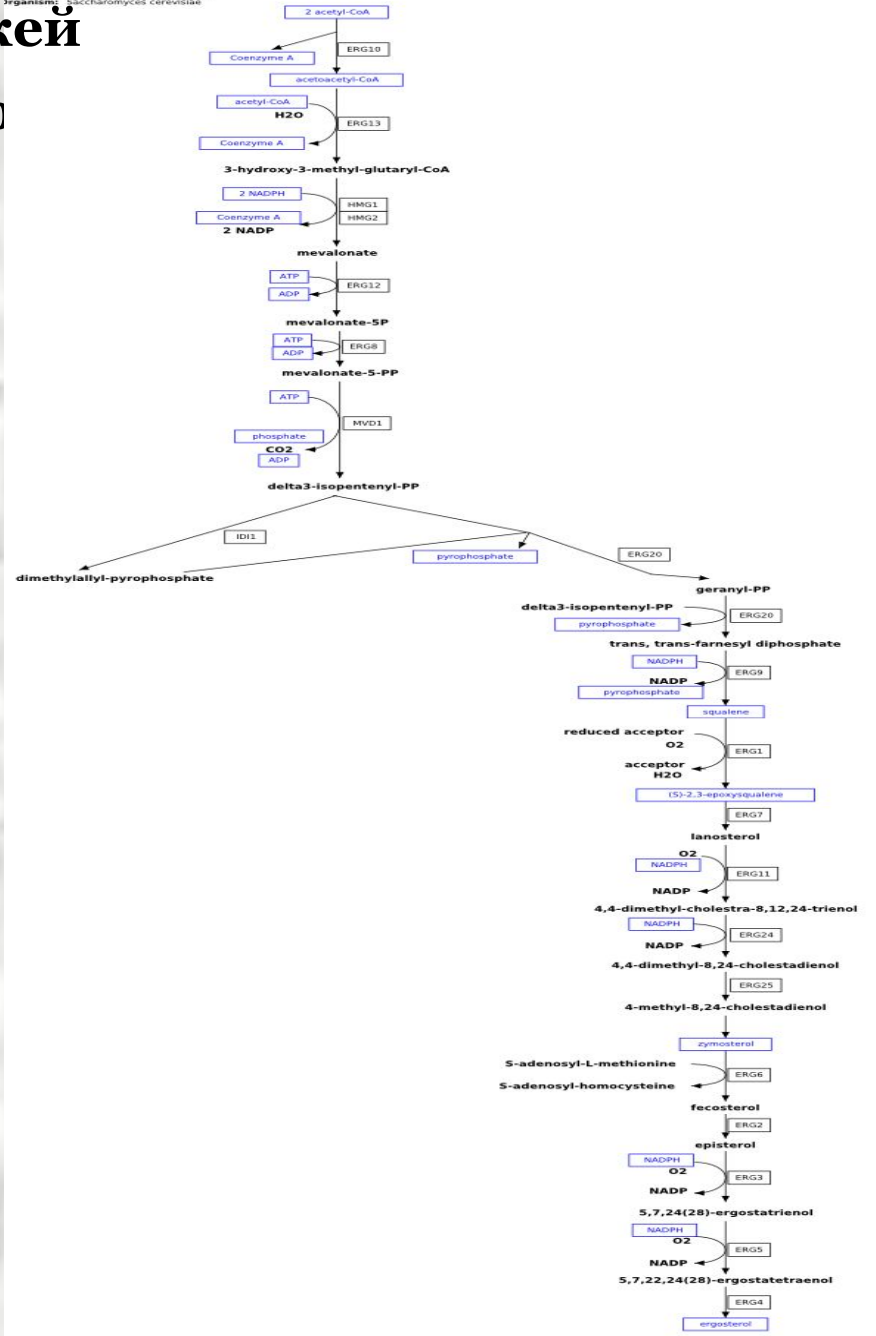 Organism: Saccharomyces cerevisiae
кей
2 acetyl-CoA
ERG10
Coenzyme A
acetoacetyl-CoA
acetyl-CoA
H2O
ERG13
Coenzyme A
3-hydroxy-3-methyl-glutaryl-CoA
2 NADPH
HMG1
Coenzyme A
HMG2
2 NADP
mevalonate
ATP
ERG12
ADP
mevalonate-5P
ATP
ERG8
ADP
mevalonate-5-PP
ATP
MVD1
phosphate
CO2
ADP
delta3-isopentenyl-PP
IDI1
pyrophosphate
ERG20
dimethylallyl-pyrophosphate
geranyl-PP
delta3-isopentenyl-PP
ERG20
pyrophosphate
trans, trans-farnesyl diphosphate
NADPH
ERG9
NADP
pyrophosphate
squalene
reduced acceptor
O2
ERG1
acceptor
H2O
(S)-2,3-epoxysqualene
ERG7
lanosterol
O2
NADPH
ERG11
NADP
4,4-dimethyl-cholestra-8,12,24-trienol
NADPH
ERG24
NADP
4,4-dimethyl-8,24-cholestadienol
ERG25
4-methyl-8,24-cholestadienol
zymosterol
S-adenosyl-L-methionine
ERG6
S-adenosyl-homocysteine
fecosterol
ERG2
episterol
NADPH
O2
ERG3
NADP
5,7,24(28)-ergostatrienol
NADPH
O2
ERG5
NADP
5,7,22,24(28)-ergostatetraenol
ERG4
ergosterol